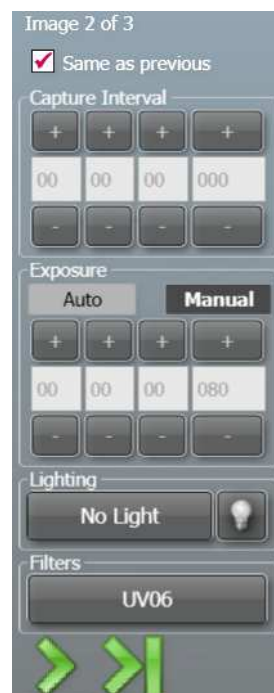 Image 2 of 3
Same as previous
Capture Interval
+ + + +
00 00 00 000
- - - -
Exposure
Auto Manual
+ + + +
00 00 00 080
- - - -
Lighting
No Light
Filters
UV06